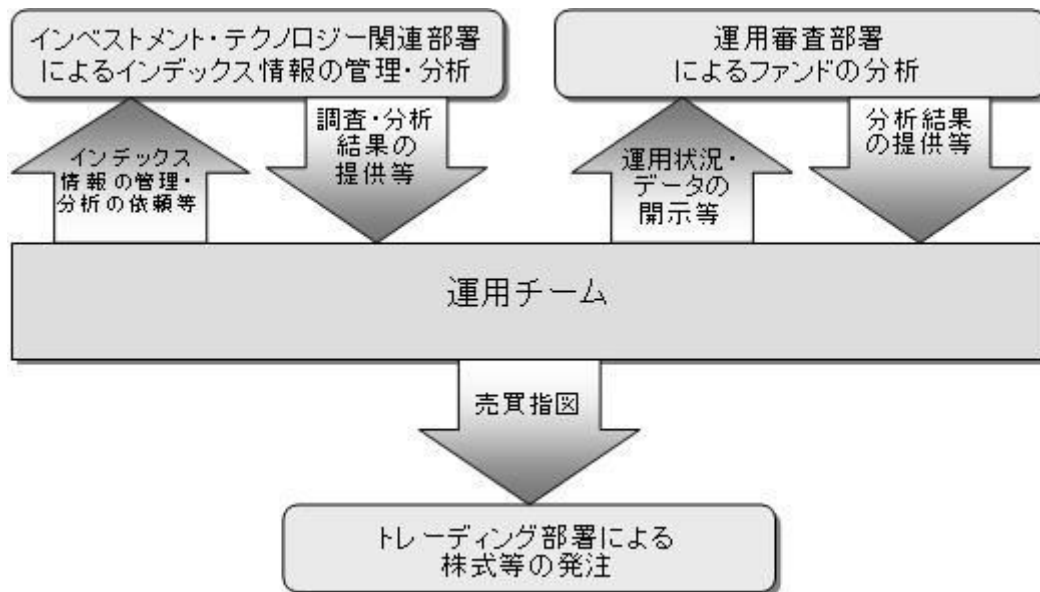 インベストメント・テクノロジー関連部署
によるインデックス情報の管理・分析
運用審査部署
によるファンドの分析
インデックス
情報の管理・
分析の依頼等
調査・分析
結果の
提供等
運用状況・
データの
開示等
分析結果
の提供等
運用チーム
売買指図
トレーディング部署による
株式等の発注